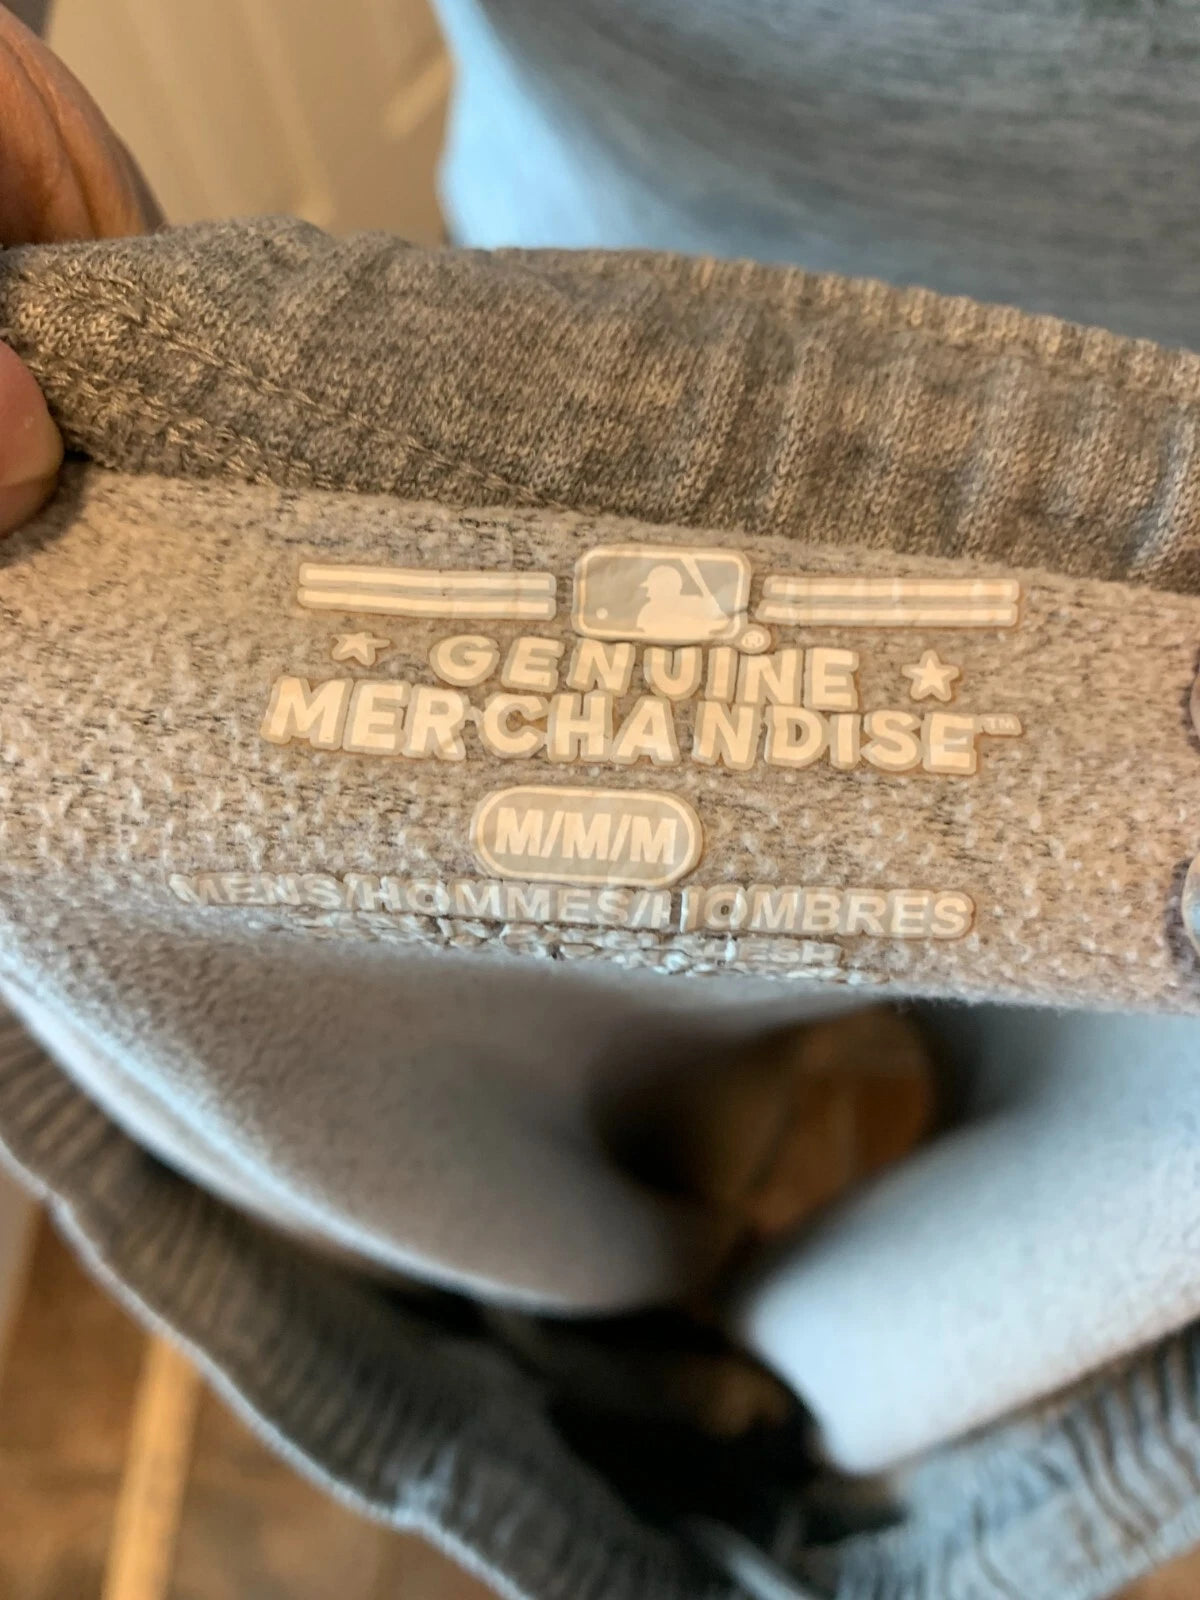 ®
GENUINE
MERCHANDISE™
M/M/M
MENS/HOMMES/HOMBRES